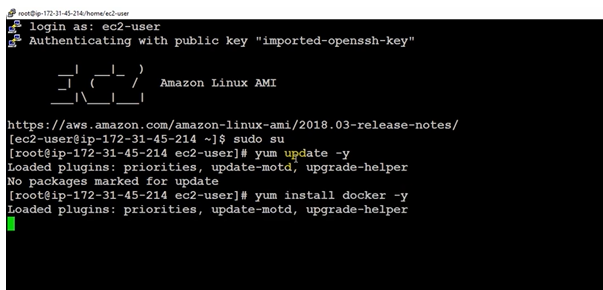 root@ip-172-31-45-214:/home/ec2-user
login as: ec2-user
Authenticating with public key "imported-openssh-key"
__|  __|_  )
_|  (     /   Amazon Linux AMI
___|\___|___|
https://aws.amazon.com/amazon-linux-ami/2018.03-release-notes/
[ec2-user@ip-172-31-45-214 ~]$ sudo su
[root@ip-172-31-45-214 ec2-user]# yum update -y
Loaded plugins: priorities, update-motd, upgrade-helper
No packages marked for update
[root@ip-172-31-45-214 ec2-user]# yum install docker -y
Loaded plugins: priorities, update-motd, upgrade-helper